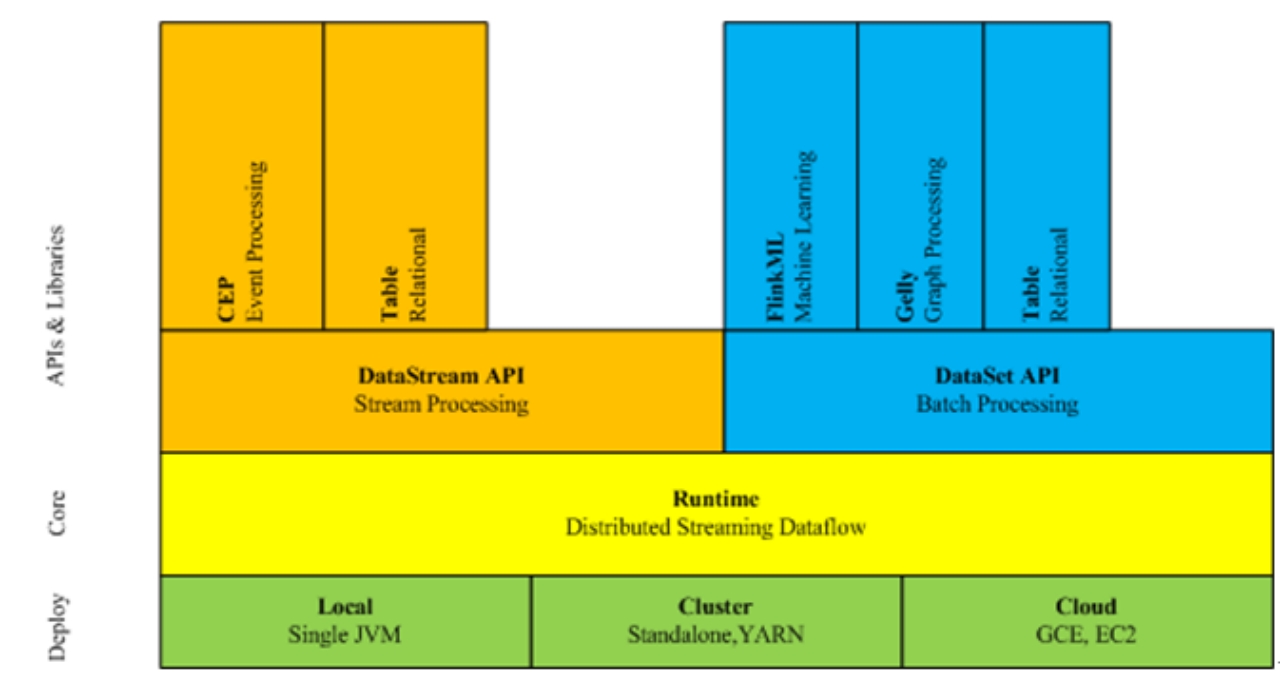 APIs & Libraries
CEP
Event Processing
Table
Relational
FlinkML
Machine Learning
Gelly
Graph Processing
Table
Relational
DataStream API
Stream Processing
DataSet API
Batch Processing
Core
Runtime
Distributed Streaming Dataflow
Deploy
Local
Single JVM
Cluster
Standalone,YARN
Cloud
GCE, EC2